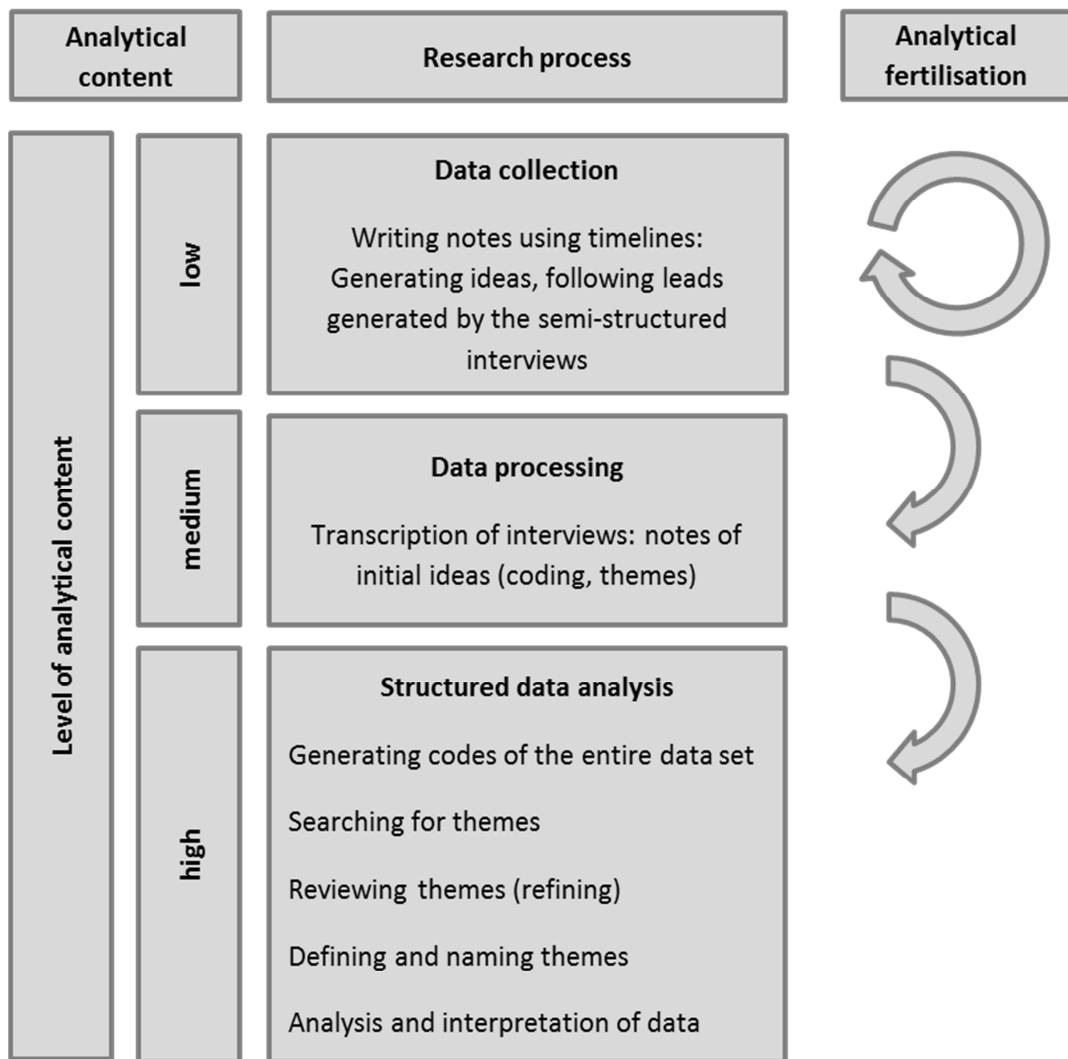 Analytical
content
Research process
Analytical
fertilisation
Level of analytical content
low
Data collection
Writing notes using timelines:
Generating ideas, following leads
generated by the semi-structured
interviews
medium
Data processing
Transcription of interviews: notes of
initial ideas (coding, themes)
high
Structured data analysis
Generating codes of the entire data set
Searching for themes
Reviewing themes (refining)
Defining and naming themes
Analysis and interpretation of data